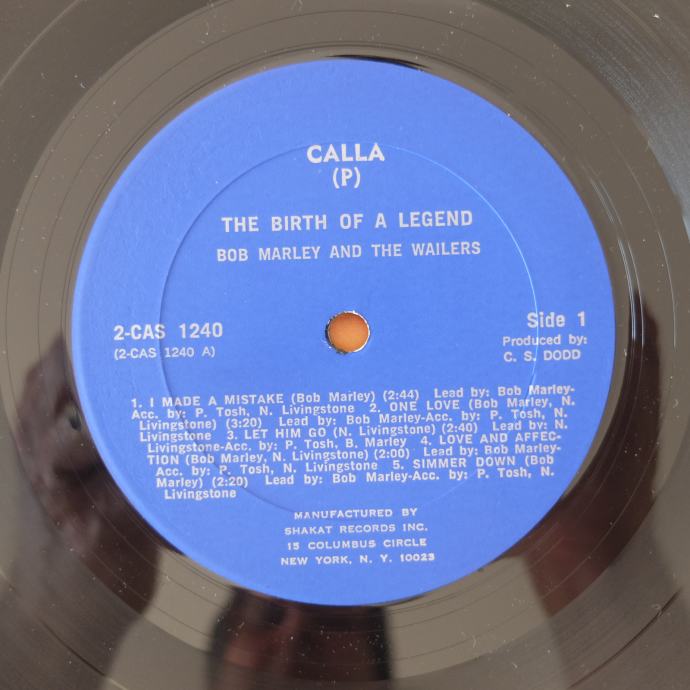 CALLA
(P)
THE BIRTH OF A LEGEND
BOB MARLEY AND THE WAILERS
2-CAS 1240
(2-CAS 1240 A)
Side 1
Produced by:
C. S. DODD
1. I MADE A MISTAKE (Bob Marley) (2:44) Lead by: Bob Marley-
Acc. by: P. Tosh, N. Livingstone 2. ONE LOVE (Bob Marley, N.
Livingstone) (3:20) Lead by: Bob Marley-Acc. by: P. Tosh, N.
Livingstone 3. LET HIM GO (N. Livingstone) (2:40) Lead by: N.
Livingstone-Acc. by: P. Tosh, B. Marley 4. LOVE AND AFFEC-
TION (Bob Marley, N. Livingstone) (2:00) Lead by: Bob Marley-
Acc. by: P. Tosh, N. Livingstone 5. SIMMER DOWN (Bob
Marley) (2:20) Lead by: Bob Marley-Acc. by: P. Tosh, N.
Livingstone
MANUFACTURED BY
SHAKAT RECORDS INC.
15 COLUMBUS CIRCLE
NEW YORK, N. Y. 10023